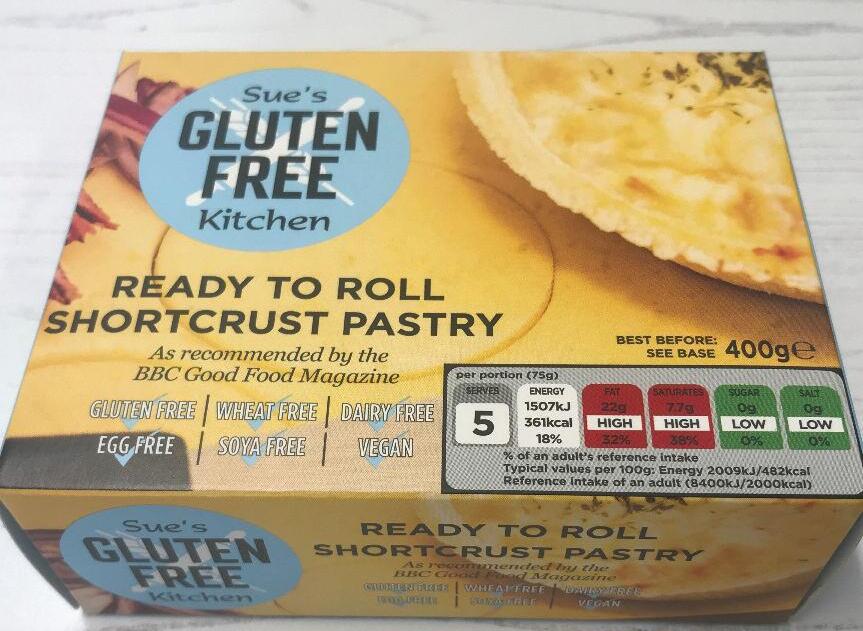 Sue's
GLUTEN
FREE
Kitchen
READY TO ROLL
SHORTCRUST PASTRY
As recommended by the
BBC Good Food Magazine
GLUTEN FREE | WHEAT FREE | DAIRY FREE
EGG FREE | SOYA FREE | VEGAN
BEST BEFORE:
SEE BASE
400g℮
per portion (75g)
SERVES
5
ENERGY
1507kJ
361kcal
18%
FAT
22g
HIGH
32%
SATURATES
7.7g
HIGH
38%
SUGAR
0g
LOW
0%
SALT
0g
LOW
0%
% of an adult's reference intake
Typical values per 100g: Energy 2009kJ/482kcal
Reference intake of an adult (8400kJ/2000kcal)
Sue's
GLUTEN
FREE
Kitchen
READY TO ROLL
SHORTCRUST PASTRY
As recommended by the
BBC Good Food Magazine
GLUTEN FREE | WHEAT FREE | DAIRY FREE
EGG FREE | SOYA FREE | VEGAN